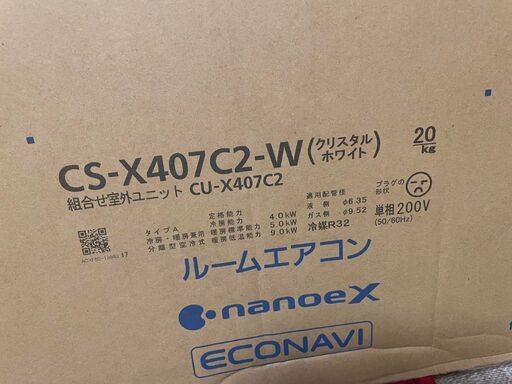 CS-X407C2-W(クリスタルホワイト)
20kg
組合せ室外ユニット CU-X407C2
タイプA
冷房・暖房兼用
分離型空冷式
定格能力
冷房能力 4.0kW
暖房標準能力 5.0kW
暖房低温能力 9.0kW
適用配管径
液側 φ6.35
ガス側 φ9.52
冷媒R32
プラグの形状
単相200V
(50/60Hz)
17
ルームエアコン
nanoeX
ECONAVI